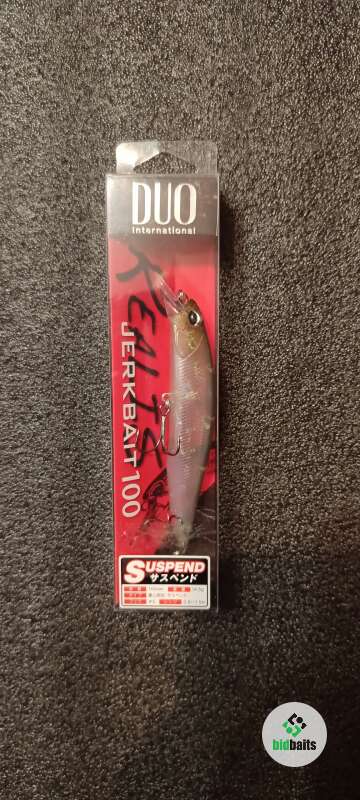 DUO
International
REALIS
JERKBAIT 100
SUSPEND
サスペンド
bidbaits